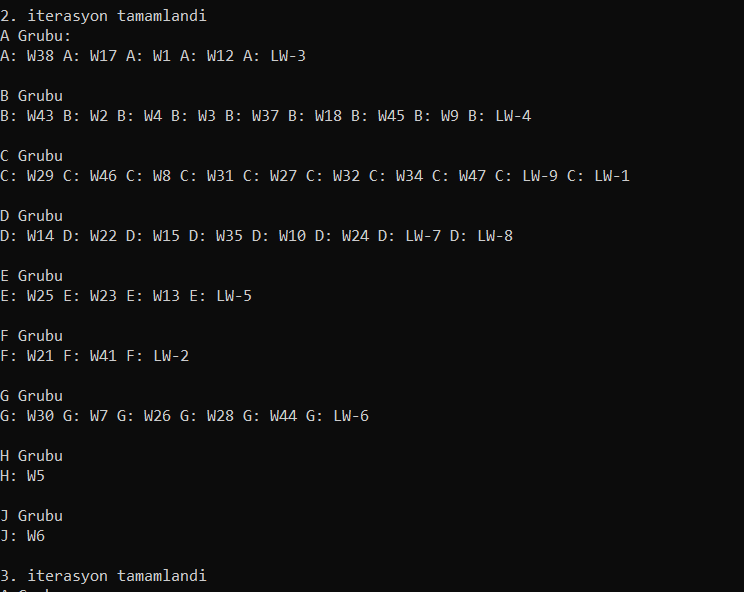 2. iterasyon tamamlandi
A Grubu:
A: W38 A: W17 A: W1 A: W12 A: LW-3
B Grubu
B: W43 B: W2 B: W4 B: W3 B: W37 B: W18 B: W45 B: W9 B: LW-4
C Grubu
C: W29 C: W46 C: W8 C: W31 C: W27 C: W32 C: W34 C: W47 C: LW-9 C: LW-1
D Grubu
D: W14 D: W22 D: W15 D: W35 D: W10 D: W24 D: LW-7 D: LW-8
E Grubu
E: W25 E: W23 E: W13 E: LW-5
F Grubu
F: W21 F: W41 F: LW-2
G Grubu
G: W30 G: W7 G: W26 G: W28 G: W44 G: LW-6
H Grubu
H: W5
J Grubu
J: W6
3. iterasyon tamamlandi